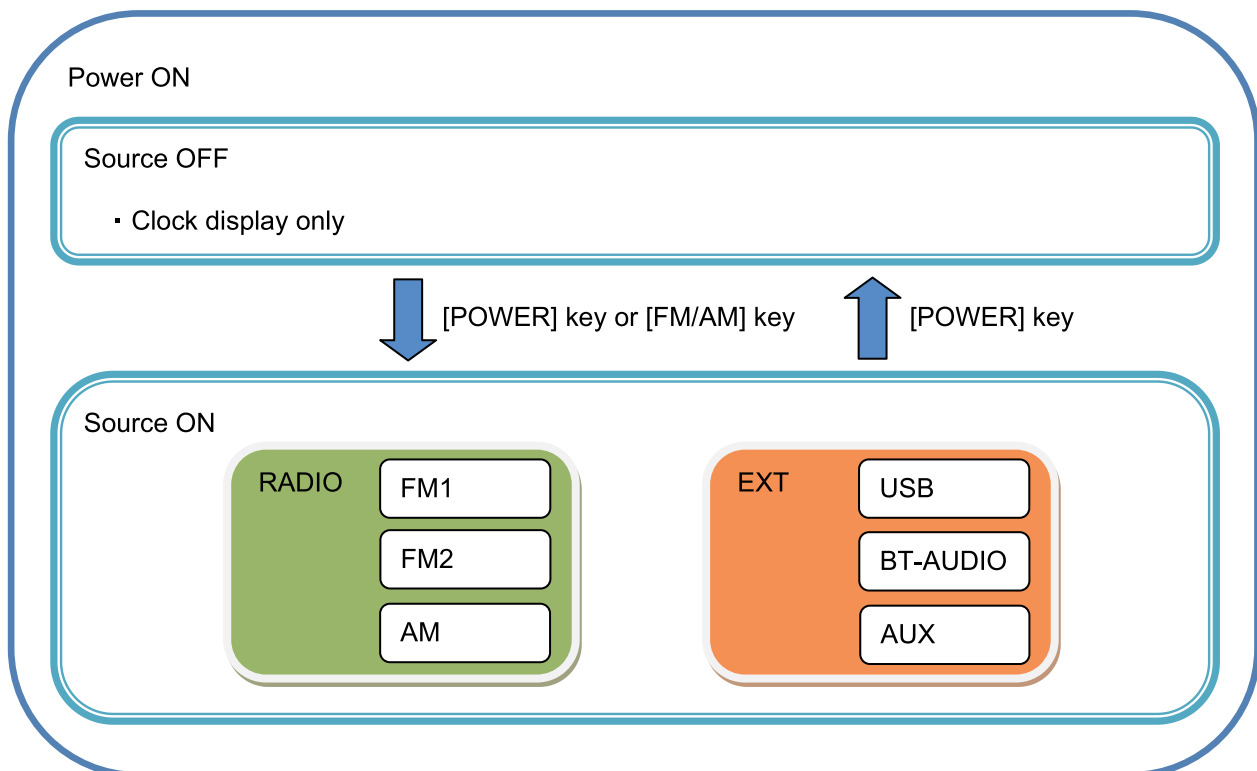 Power ON
Source OFF
・Clock display only
[POWER] key or [FM/AM] key
[POWER] key
Source ON
RADIO
FM1
FM2
AM
EXT
USB
BT-AUDIO
AUX